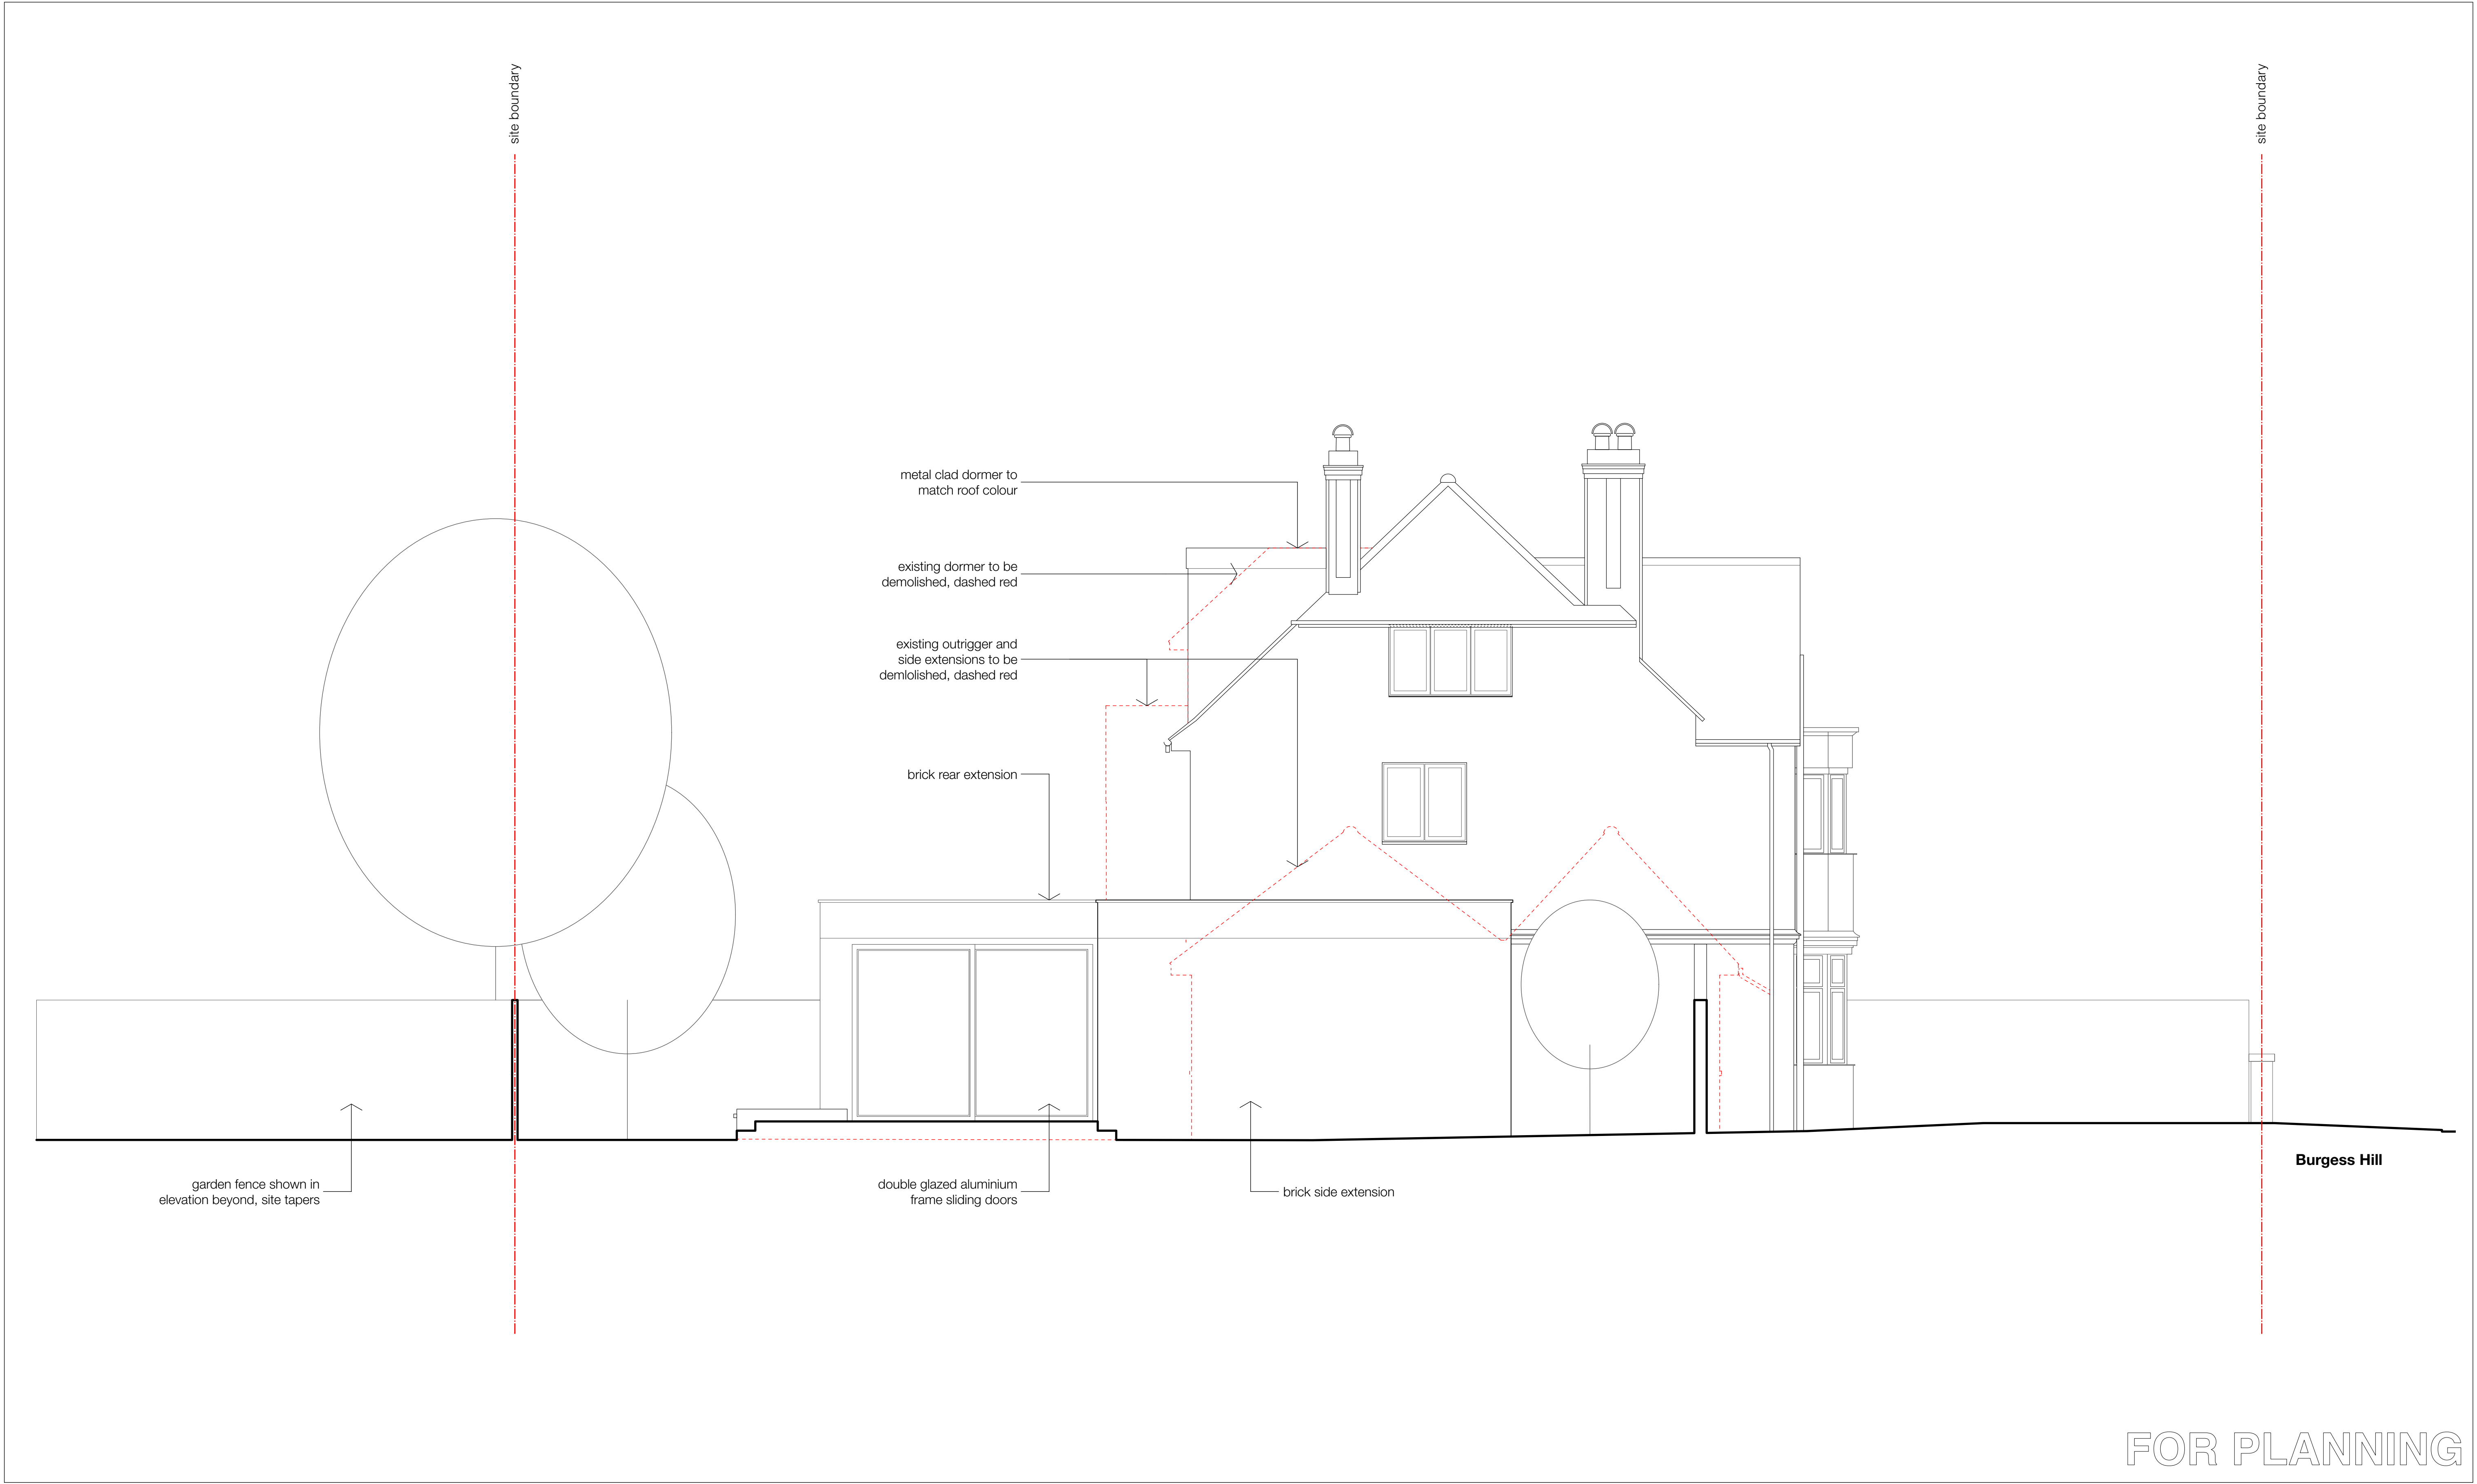 site boundary
site boundary
metal clad dormer to
match roof colour
existing dormer to be
demolished, dashed red
existing outrigger and
side extensions to be
demlolished, dashed red
brick rear extension
garden fence shown in
elevation beyond, site tapers
double glazed aluminium
frame sliding doors
brick side extension
Burgess Hill
FOR PLANNING